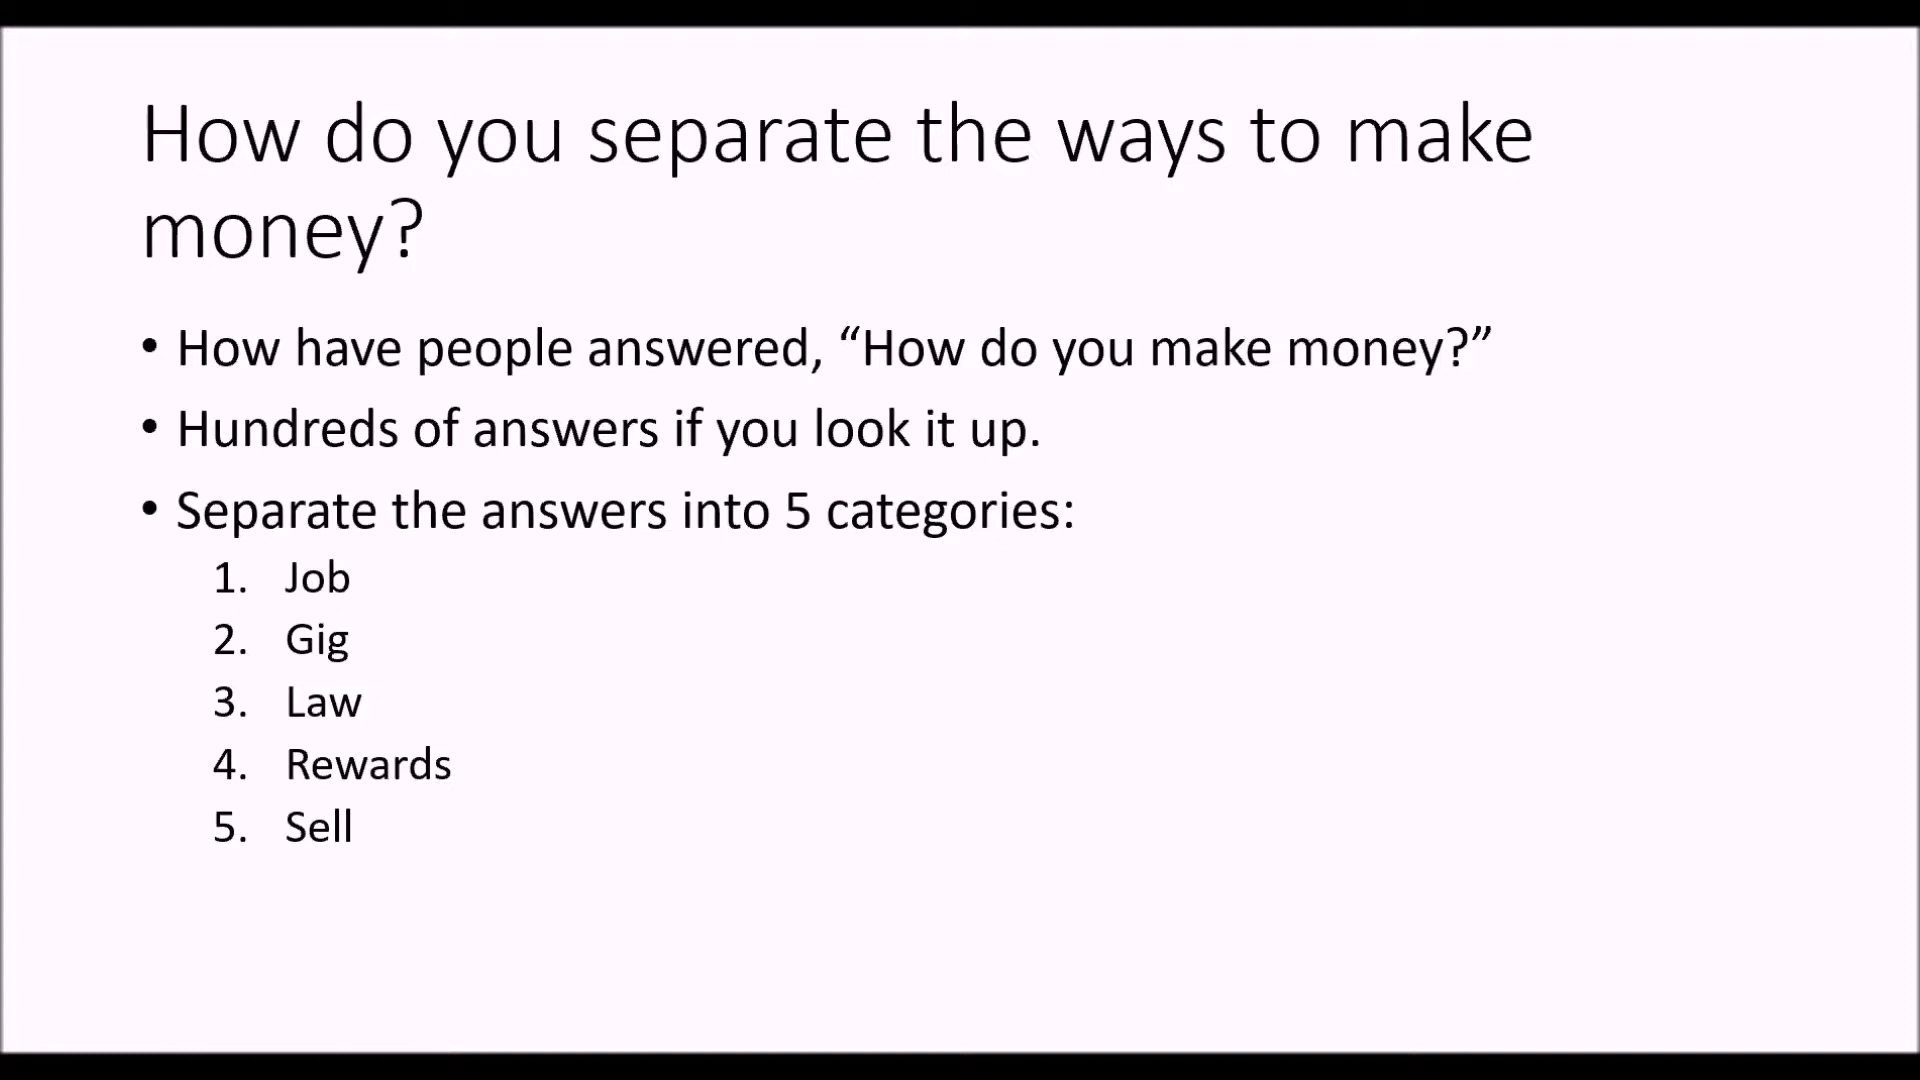 How do you separate the ways to make
money?
• How have people answered, “How do you make money?”
• Hundreds of answers if you look it up.
• Separate the answers into 5 categories:
1. Job
2. Gig
3. Law
4. Rewards
5. Sell